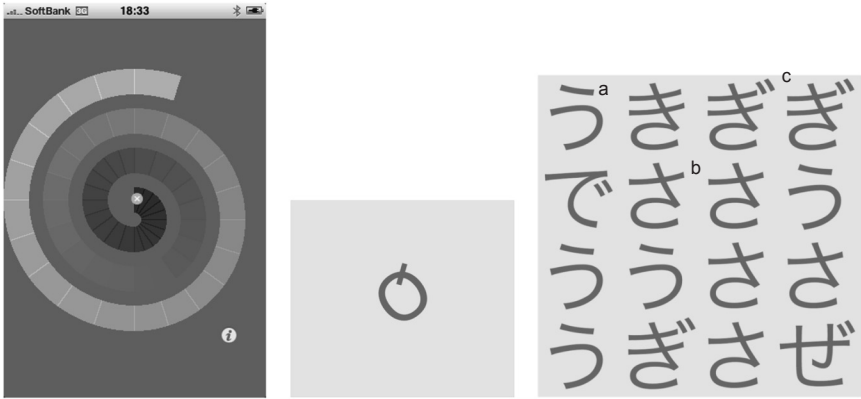 SoftBank 3G 18:33
i
a c
う き ぎ ぎ
b
で さ さ う
う う さ さ
う ぎ さ ぜ